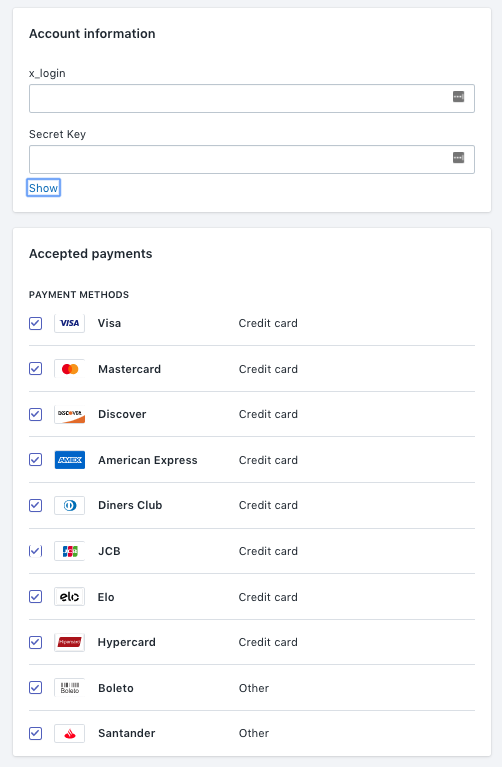 Account information
x_login
Secret Key
Show
Accepted payments
PAYMENT METHODS
VISA Visa Credit card
Mastercard Credit card
DISCOVER Discover Credit card
AMEX American Express Credit card
Diners Club Credit card
JCB JCB Credit card
elo Elo Credit card
Hypercard Hypercard Credit card
Boleto Boleto Other
Santander Other